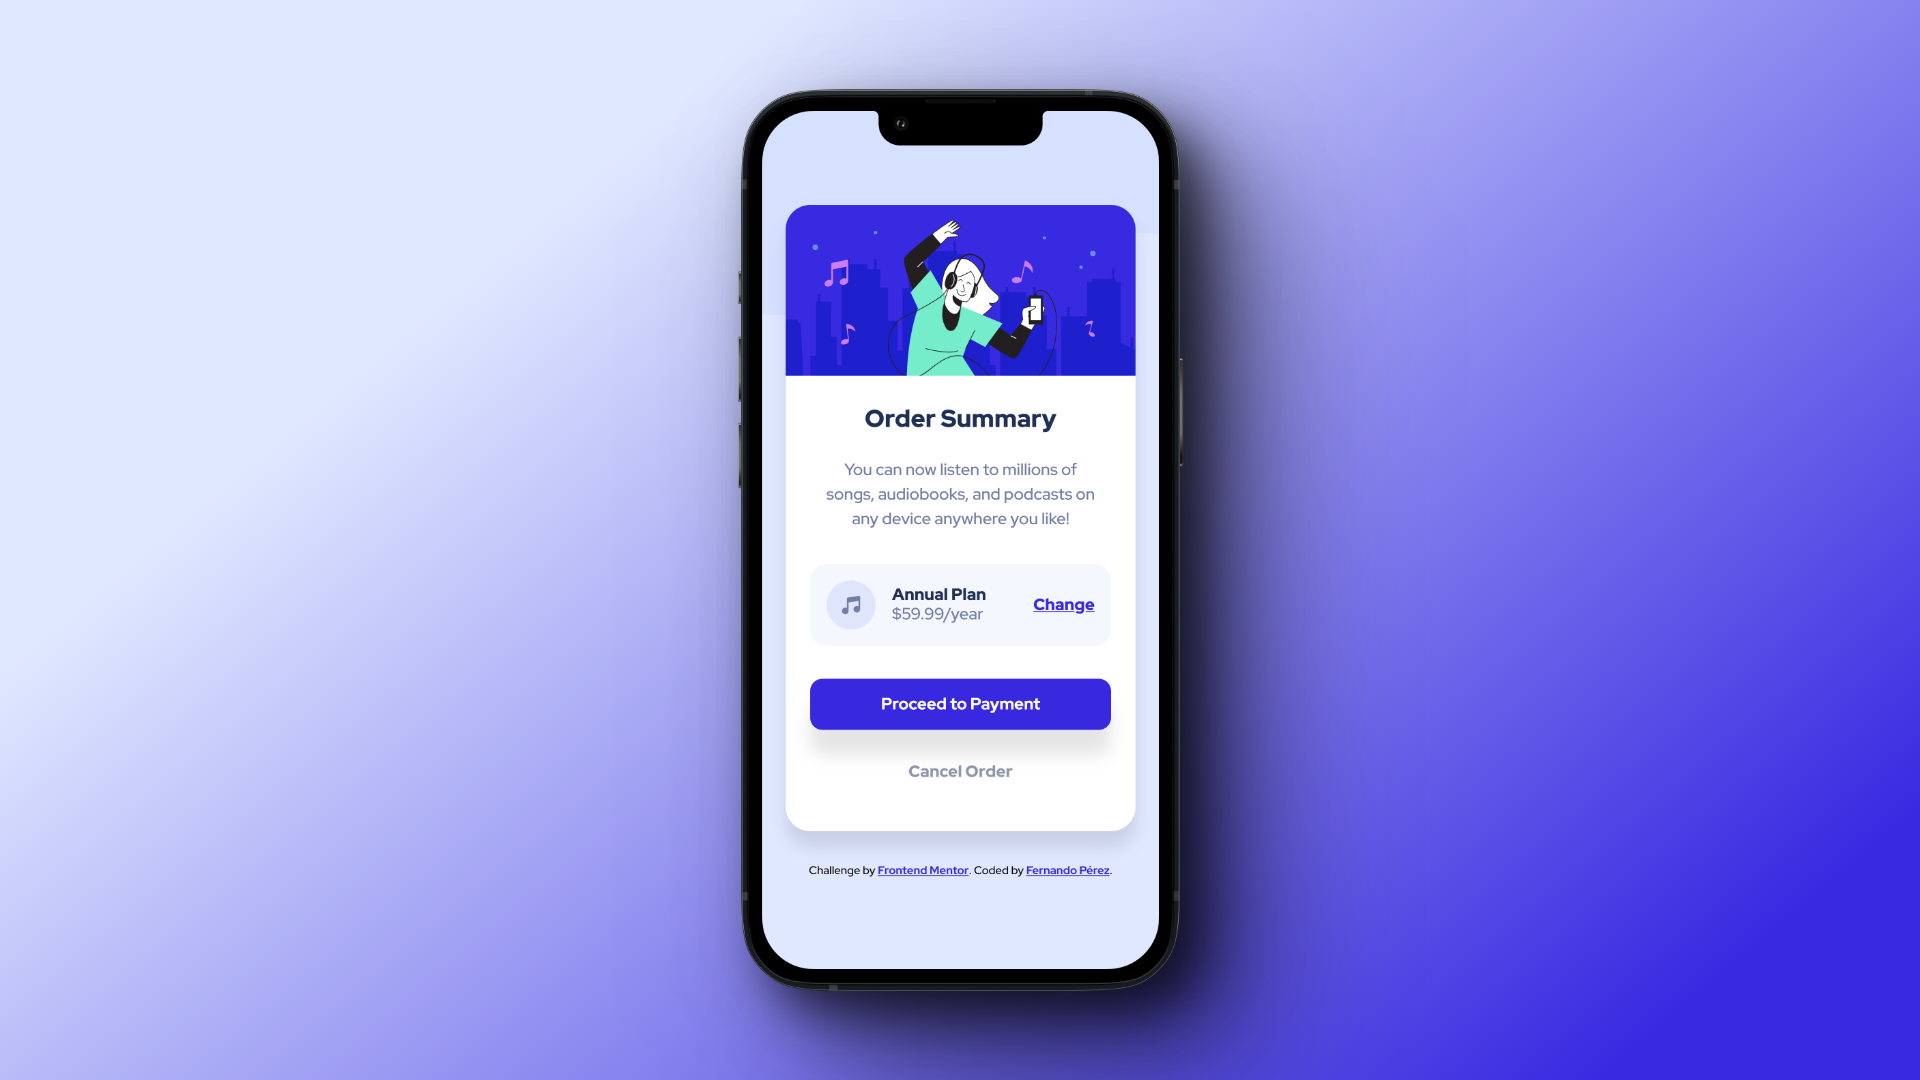 Order Summary
You can now listen to millions of
songs, audiobooks, and podcasts on
any device anywhere you like!
Annual Plan
$59.99/year
Change
Proceed to Payment
Cancel Order
Challenge by Frontend Mentor. Coded by Fernando Pérez.